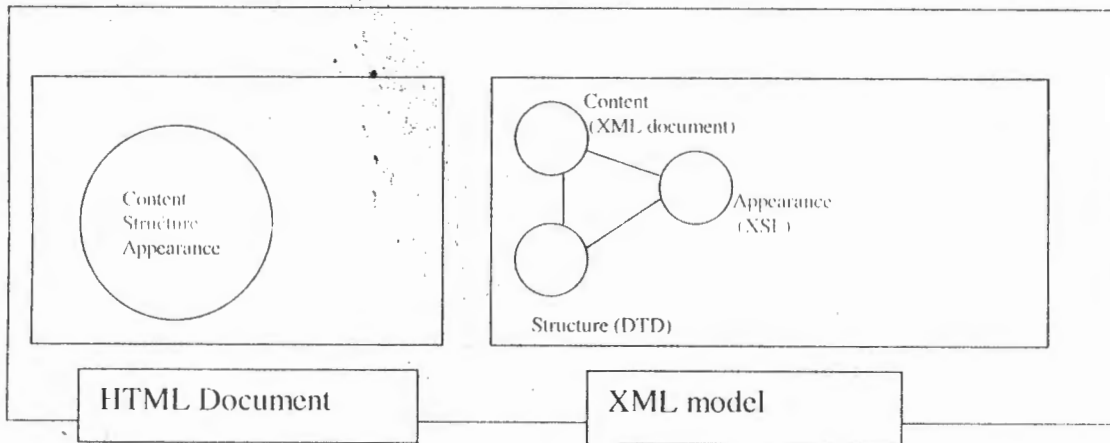 Content
Structure
Appearance
Content
(XML document)
Appearance
(XSL)
Structure (DTD)
HTML Document
XML model